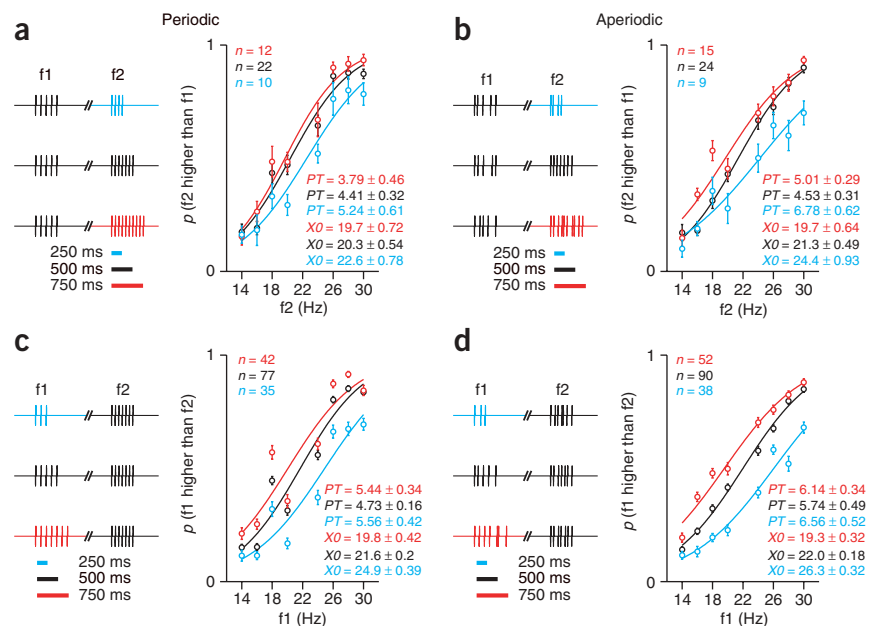 Periodic
Aperiodic
a
f1
f2
250 ms
500 ms
750 ms
p (f2 higher than f1)
1
0
n = 12
n = 22
n = 10
PT = 3.79 ± 0.46
PT = 4.41 ± 0.32
PT = 5.24 ± 0.61
X0 = 19.7 ± 0.72
X0 = 20.3 ± 0.54
X0 = 22.6 ± 0.78
14 18 22 26 30
f2 (Hz)
b
f1
f2
250 ms
500 ms
750 ms
p (f2 higher than f1)
1
0
n = 15
n = 24
n = 9
PT = 5.01 ± 0.29
PT = 4.53 ± 0.31
PT = 6.78 ± 0.62
X0 = 19.7 ± 0.64
X0 = 21.3 ± 0.49
X0 = 24.4 ± 0.93
14 18 22 26 30
f2 (Hz)
c
f1
f2
250 ms
500 ms
750 ms
p (f1 higher than f2)
1
0
n = 42
n = 77
n = 35
PT = 5.44 ± 0.34
PT = 4.73 ± 0.16
PT = 5.56 ± 0.42
X0 = 19.8 ± 0.42
X0 = 21.6 ± 0.2
X0 = 24.9 ± 0.39
14 18 22 26 30
f1 (Hz)
d
f1
f2
250 ms
500 ms
750 ms
p (f1 higher than f2)
1
0
n = 52
n = 90
n = 38
PT = 6.14 ± 0.34
PT = 5.74 ± 0.49
PT = 6.56 ± 0.52
X0 = 19.3 ± 0.32
X0 = 22.0 ± 0.18
X0 = 26.3 ± 0.32
14 18 22 26 30
f1 (Hz)